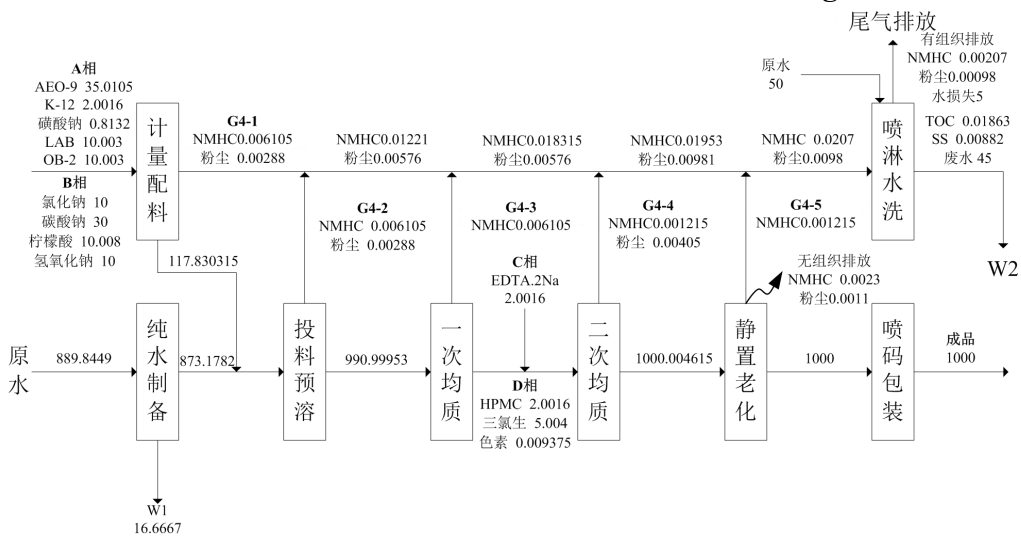 尾气排放
有组织排放
NMHC 0.00207
粉尘0.00098
水损失5
原水
50
A相
AEO-9 35.0105
K-12 2.0016
磺酸钠 0.8132
LAB 10.003
OB-2 10.003
计量配料
G4-1
NMHC0.006105
粉尘 0.00288
NMHC0.01221
粉尘0.00576
NMHC0.018315
粉尘0.00576
NMHC0.01953
粉尘0.00981
NMHC 0.0207
粉尘0.0098
喷淋水洗
TOC 0.01863
SS 0.00882
废水 45
B相
氯化钠 10
碳酸钠 30
柠檬酸 10.008
氢氧化钠 10
G4-2
NMHC 0.006105
粉尘 0.00288
G4-3
NMHC0.006105
G4-4
NMHC0.001215
粉尘 0.00405
G4-5
NMHC0.001215
117.830315
C相
EDTA.2Na
2.0016
无组织排放
NMHC 0.0023
粉尘0.0011
W2
原水
889.8449
纯水制备
873.1782
投料预溶
990.99953
一次均质
二次均质
1000.004615
静置老化
1000
喷码包装
成品
1000
D相
HPMC 2.0016
三氯生 5.004
色素 0.009375
W1
16.6667